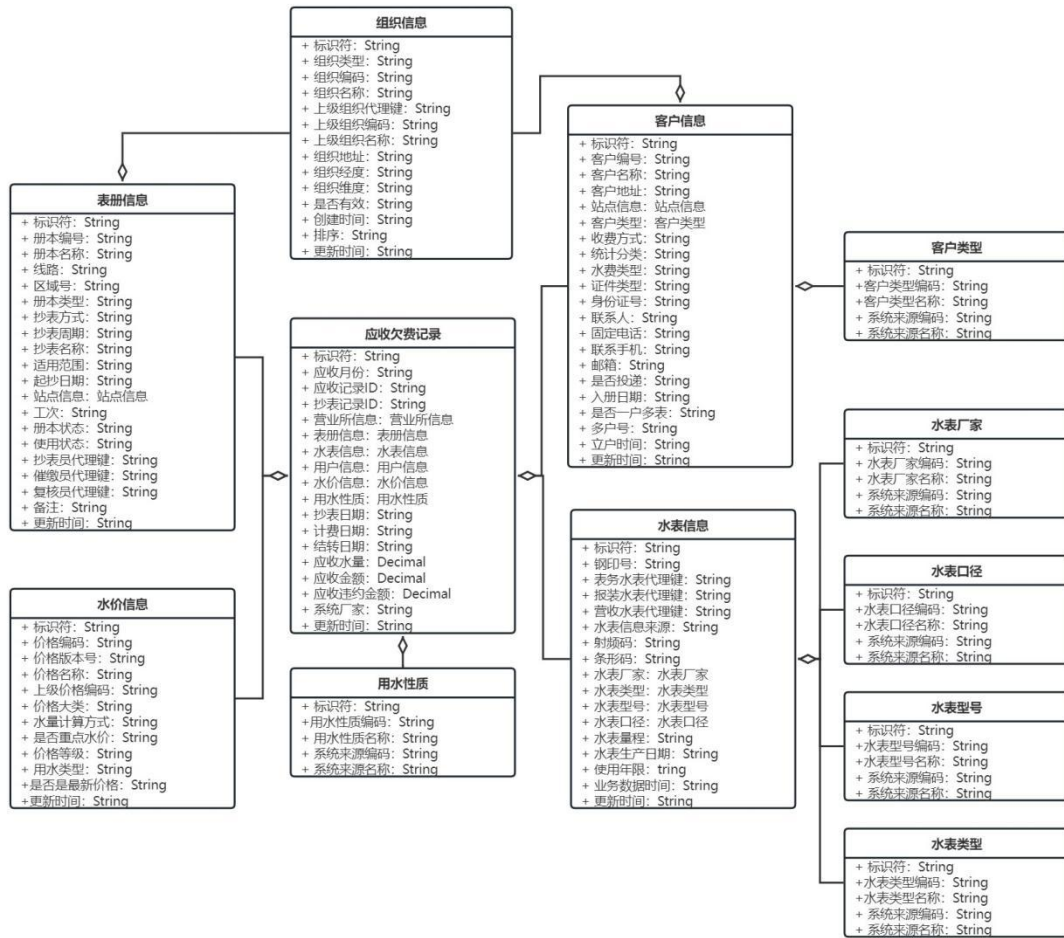 组织信息
+ 标识符：String
+ 组织类型：String
+ 组织编码：String
+ 组织名称：String
+ 上级组织代理键：String
+ 上级组织编码：String
+ 上级组织名称：String
+ 组织地址：String
+ 组织经度：String
+ 组织维度：String
+ 是否有效：String
+ 创建时间：String
+ 排序：String
+ 更新时间：String
表册信息
+ 标识符：String
+ 册本编号：String
+ 册本名称：String
+ 线路：String
+ 区域号：String
+ 册本类型：String
+ 抄表方式：String
+ 抄表周期：String
+ 抄表名称：String
+ 适用范围：String
+ 起抄日期：String
+ 站点信息：站点信息
+ 工次：String
+ 册本状态：String
+ 使用状态：String
+ 抄表员代理键：String
+ 催缴员代理键：String
+ 复核员代理键：String
+ 备注：String
+ 更新时间：String
水价信息
+ 标识符：String
+ 价格编码：String
+ 价格版本号：String
+ 价格名称：String
+ 上级价格编码：String
+ 价格大类：String
+ 水量计算方式：String
+ 是否重点水价：String
+ 价格等级：String
+ 用水类型：String
+是否是最新价格：String
+更新时间：String
应收欠费记录
+ 标识符：String
+ 应收月份：String
+ 应收记录ID：String
+ 抄表记录ID：String
+ 营业所信息：营业所信息
+ 表册信息：表册信息
+ 水表信息：水表信息
+ 用户信息：用户信息
+ 水价信息：水价信息
+ 用水性质：用水性质
+ 抄表日期：String
+ 计费日期：String
+ 结转日期：String
+ 应收水量：Decimal
+ 应收金额：Decimal
+ 应收违约金额：Decimal
+ 系统厂家：String
+ 更新时间：String
用水性质
+ 标识符：String
+用水性质编码：String
+ 用水性质名称：String
+ 系统来源编码：String
+ 系统来源名称：String
客户信息
+ 标识符：String
+ 客户编号：String
+ 客户名称：String
+ 客户地址：String
+ 站点信息：站点信息
+ 客户类型：客户类型
+ 收费方式：String
+ 统计分类：String
+ 水费类型：String
+ 证件类型：String
+ 身份证号：String
+ 联系人：String
+ 固定电话：String
+ 联系手机：String
+ 邮箱：String
+ 是否投递：String
+ 入册日期：String
+ 是否一户多表：String
+ 多户号：String
+ 立户时间：String
+ 更新时间：String
水表信息
+ 标识符：String
+ 钢印号：String
+ 表务水表代理键：String
+ 报装水表代理键：String
+ 营收水表代理键：String
+ 水表信息来源：String
+ 射频码：String
+ 条形码：String
+ 水表厂家：水表厂家
+ 水表类型：水表类型
+ 水表型号：水表型号
+ 水表口径：水表口径
+ 水表量程：String
+ 水表生产日期：String
+ 使用年限：tring
+ 业务数据时间：String
+ 更新时间：String
客户类型
+ 标识符：String
+客户类型编码：String
+客户类型名称：String
+ 系统来源编码：String
+ 系统来源名称：String
水表厂家
+ 标识符：String
+ 水表厂家编码：String
+ 水表厂家名称：String
+ 系统来源编码：String
+ 系统来源名称：String
水表口径
+ 标识符：String
+水表口径编码：String
+水表口径名称：String
+ 系统来源编码：String
+ 系统来源名称：String
水表型号
+ 标识符：String
+水表型号编码：String
+水表型号名称：String
+ 系统来源编码：String
+ 系统来源名称：String
水表类型
+ 标识符：String
+水表类型编码：String
+水表类型名称：String
+ 系统来源编码：String
+ 系统来源名称：String